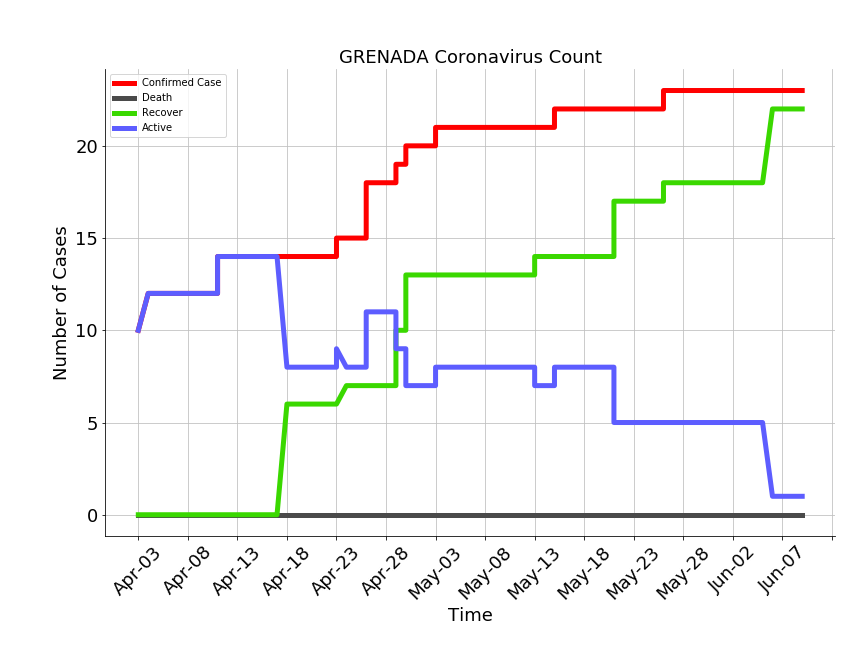 GRENADA Coronavirus Count
Confirmed Case
Death
Recover
Active
Number of Cases
20
15
10
5
0
Apr-03
Apr-08
Apr-13
Apr-18
Apr-23
Apr-28
May-03
May-08
May-13
May-18
May-23
May-28
Jun-02
Jun-07
Time